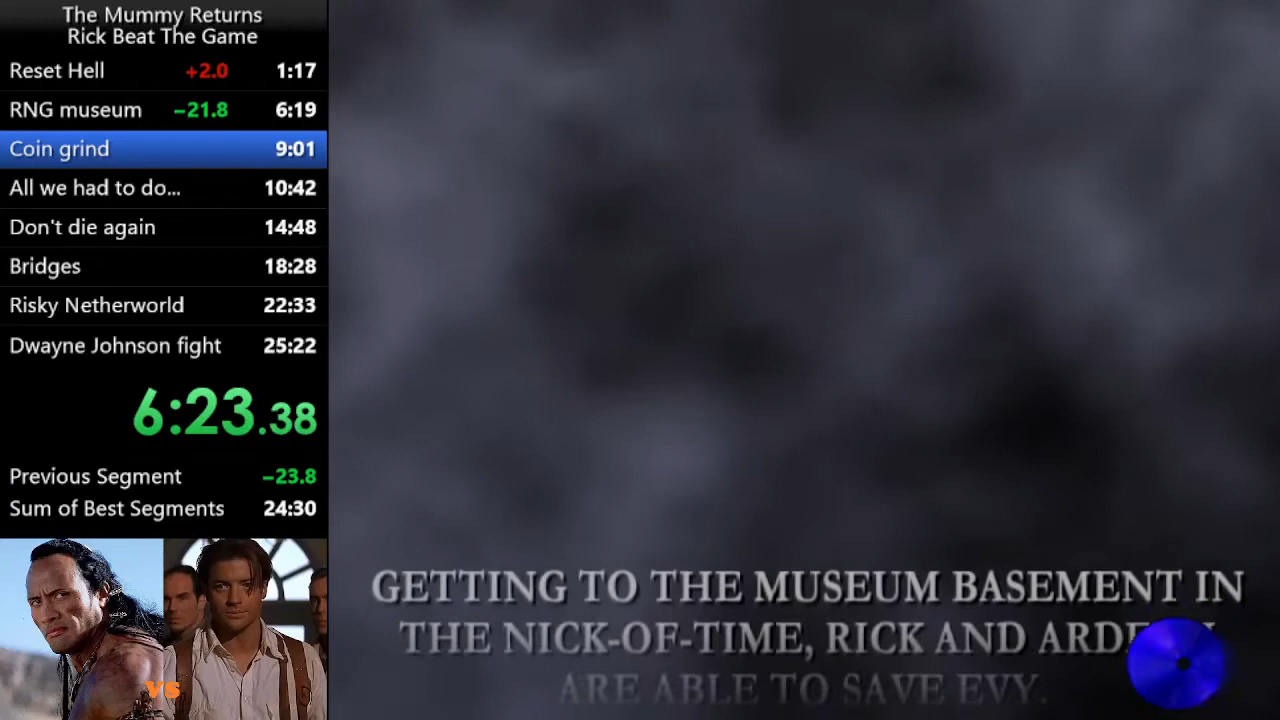 The Mummy Returns
Rick Beat The Game
Reset Hell +2.0 1:17
RNG museum −21.8 6:19
Coin grind 9:01
All we had to do... 10:42
Don't die again 14:48
Bridges 18:28
Risky Netherworld 22:33
Dwayne Johnson fight 25:22
6:23.38
Previous Segment −23.8
Sum of Best Segments 24:30
vs
GETTING TO THE MUSEUM BASEMENT IN
THE NICK-OF-TIME, RICK AND
ARE ABLE TO SAVE EVY.